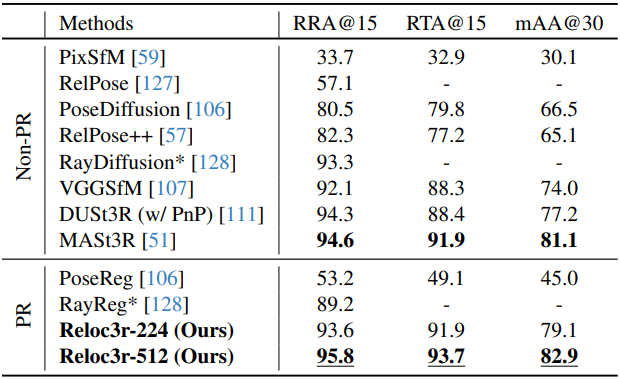 Methods RRA@15 RTA@15 mAA@30
Non-PR
PixSfM [59] 33.7 32.9 30.1
RelPose [127] 57.1 - -
PoseDiffusion [106] 80.5 79.8 66.5
RelPose++ [57] 82.3 77.2 65.1
RayDiffusion* [128] 93.3 - -
VGGSfM [107] 92.1 88.3 74.0
DUSt3R (w/ PnP) [111] 94.3 88.4 77.2
MASt3R [51] 94.6 91.9 81.1
PR
PoseReg [106] 53.2 49.1 45.0
RayReg* [128] 89.2 - -
Reloc3r-224 (Ours) 93.6 91.9 79.1
Reloc3r-512 (Ours) 95.8 93.7 82.9